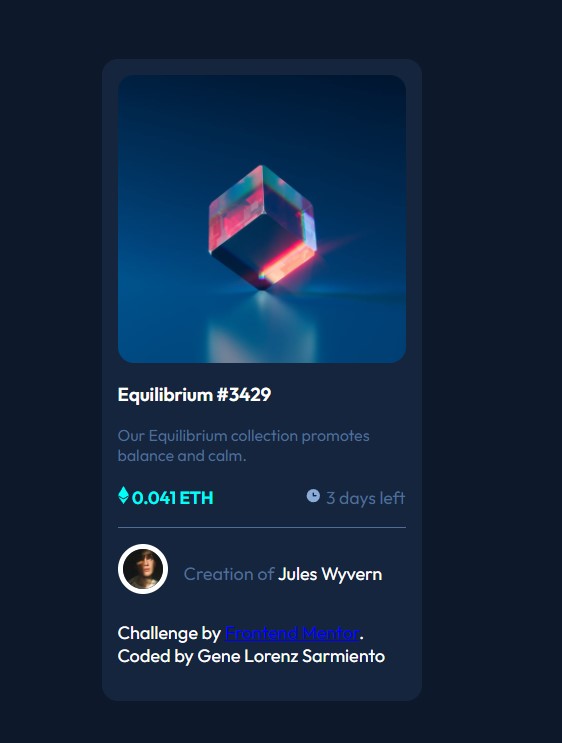 Equilibrium #3429
Our Equilibrium collection promotes
balance and calm.
0.041 ETH 3 days left
Creation of Jules Wyvern
Challenge by Frontend Mentor.
Coded by Gene Lorenz Sarmiento